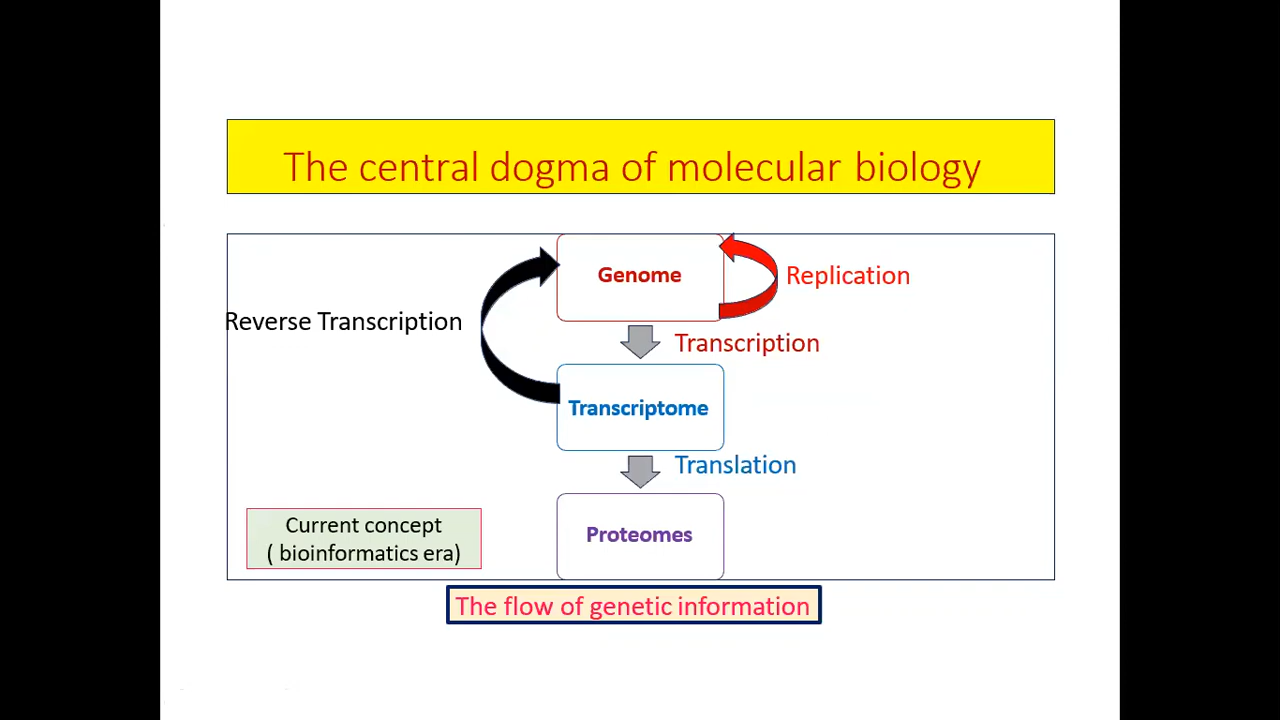 The central dogma of molecular biology
Genome
Replication
Reverse Transcription
Transcription
Transcriptome
Translation
Proteomes
Current concept
( bioinformatics era)
The flow of genetic information